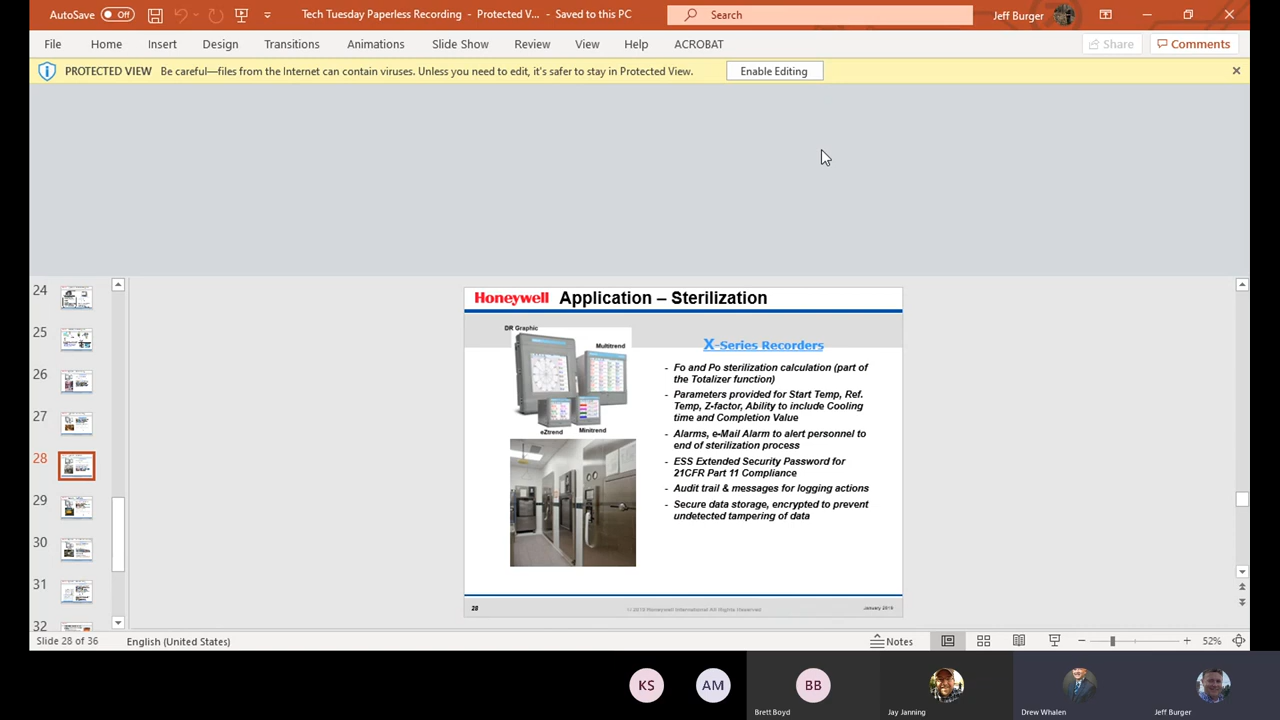 AutoSave Off
Tech Tuesday Paperless Recording - Protected V... - Saved to this PC
Search
Jeff Burger
File Home Insert Design Transitions Animations Slide Show Review View Help ACROBAT
Share Comments
PROTECTED VIEW Be careful—files from the Internet can contain viruses. Unless you need to edit, it's safer to stay in Protected View.
Enable Editing
24
25
26
27
28
29
30
31
32
Honeywell Application – Sterilization
DR Graphic
Multitrend
eZtrend
Minitrend
X-Series Recorders
- Fo and Po sterilization calculation (part of
the Totalizer function)
- Parameters provided for Start Temp, Ref.
Temp, Z-factor, Ability to include Cooling
time and Completion Value
- Alarms, e-Mail Alarm to alert personnel to
end of sterilization process
- ESS Extended Security Password for
21CFR Part 11 Compliance
- Audit trail & messages for logging actions
- Secure data storage, encrypted to prevent
undetected tampering of data
28
Honeywell International All Rights Reserved
January 2016
Slide 28 of 36
English (United States)
Notes
52%
KS
AM
BB
Brett Boyd
Jay Janning
Drew Whalen
Jeff Burger